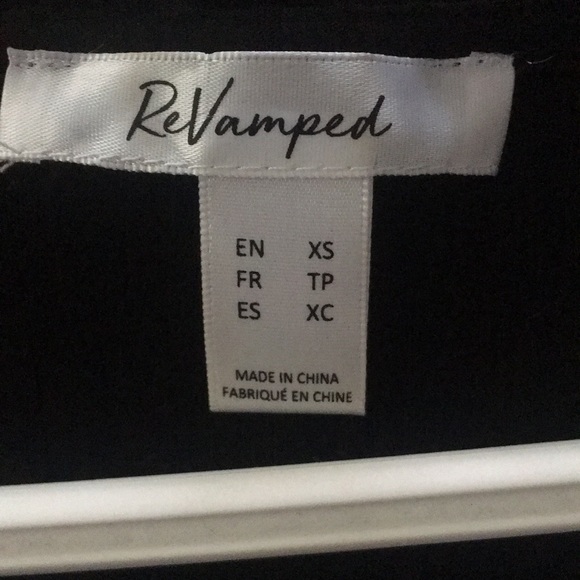 ReVamped
EN XS
FR TP
ES XC
MADE IN CHINA
FABRIQUÉ EN CHINE